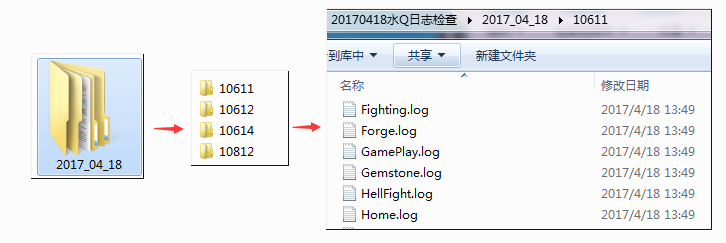 2017_04_18
10611
10612
10614
10812
20170418水Q日志检查 ▸ 2017_04_18 ▸ 10611
到库中 ▼ 共享 ▼ 新建文件夹
名称 修改日期
Fighting.log 2017/4/18 13:49
Forge.log 2017/4/18 13:49
GamePlay.log 2017/4/18 13:49
Gemstone.log 2017/4/18 13:49
HellFight.log 2017/4/18 13:49
Home.log 2017/4/18 13:49